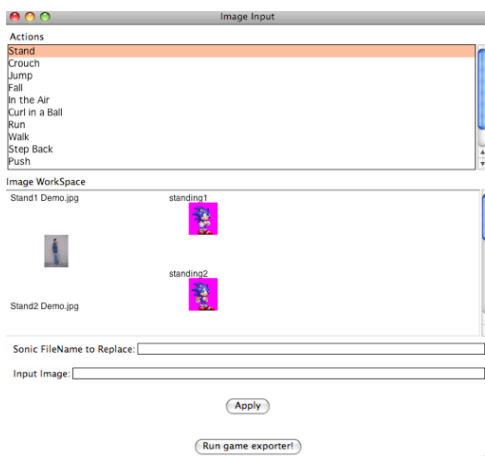 Image Input
Actions
Stand
Crouch
Jump
Fall
In the Air
Curl in a Ball
Run
Walk
Step Back
Push
Image WorkSpace
Stand1 Demo.jpg
standing1
standing2
Stand2 Demo.jpg
Sonic FileName to Replace:
Input Image:
Apply
Run game exporter!